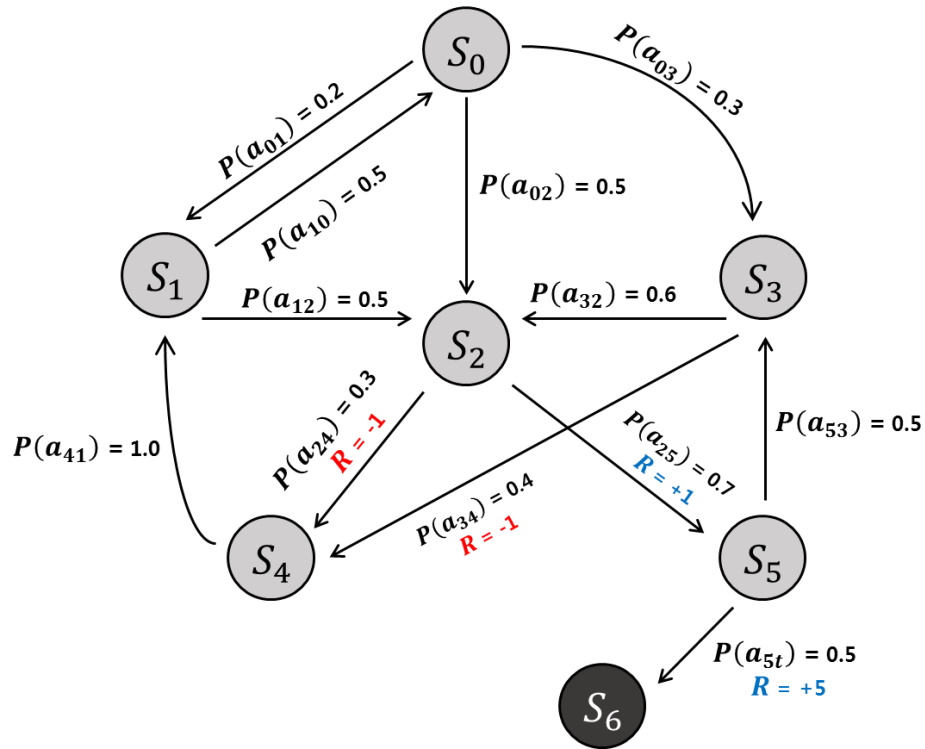 S₀
P(a₀₃) = 0.3
P(a₀₁) = 0.2
P(a₁₀) = 0.5
P(a₀₂) = 0.5
S₁
S₃
P(a₁₂) = 0.5
P(a₃₂) = 0.6
S₂
P(a₄₁) = 1.0
P(a₂₄) = 0.3
R = -1
P(a₂₅) = 0.7
R = +1
P(a₅₃) = 0.5
P(a₃₄) = 0.4
R = -1
S₄
S₅
P(a₅ₜ) = 0.5
R = +5
S₆